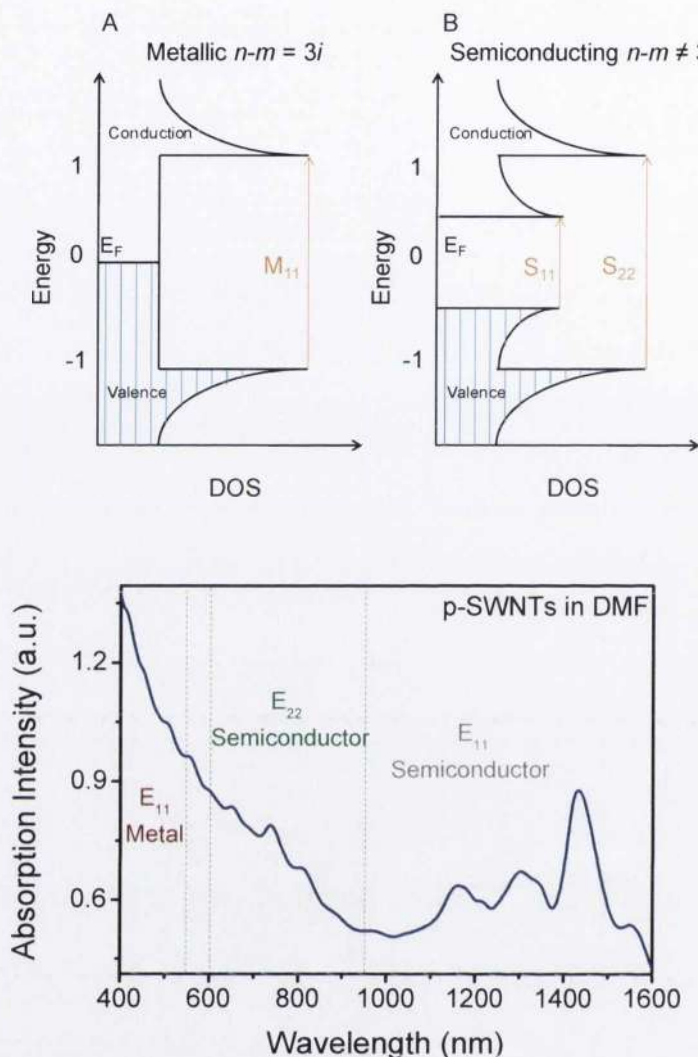 A
Metallic n-m = 3i
Conduction
1
0
-1
E_F
M_11
Valence
Energy
DOS
B
Semiconducting n-m ≠ 3
Conduction
1
0
-1
E_F
S_11
S_22
Valence
Energy
DOS
p-SWNTs in DMF
E_22
Semiconductor
E_11
Semiconductor
E_11
Metal
1.2
0.9
0.6
Absorption Intensity (a.u.)
400 600 800 1000 1200 1400 1600
Wavelength (nm)